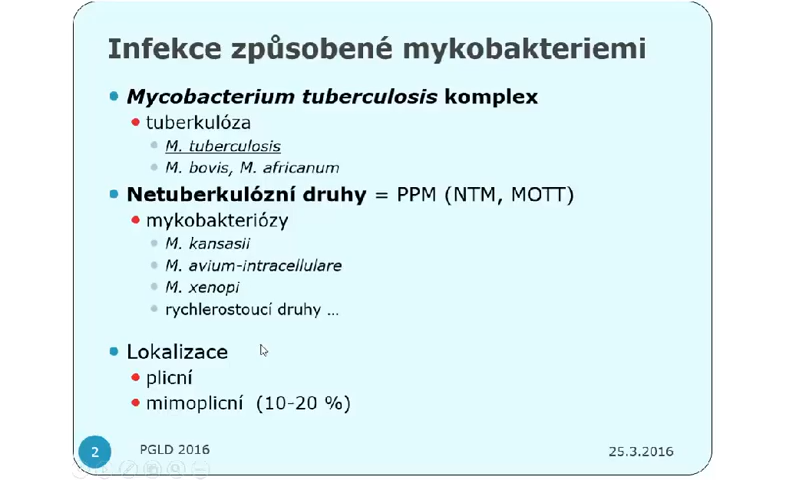 Infekce způsobené mykobakteriemi
Mycobacterium tuberculosis komplex
tuberkulóza
M. tuberculosis
M. bovis, M. africanum
Netuberkulózní druhy = PPM (NTM, MOTT)
mykobakteriózy
M. kansasii
M. avium-intracellulare
M. xenopi
rychlerostoucí druhy ...
Lokalizace
plicní
mimoplicní (10-20 %)
2
PGLD 2016
25.3.2016